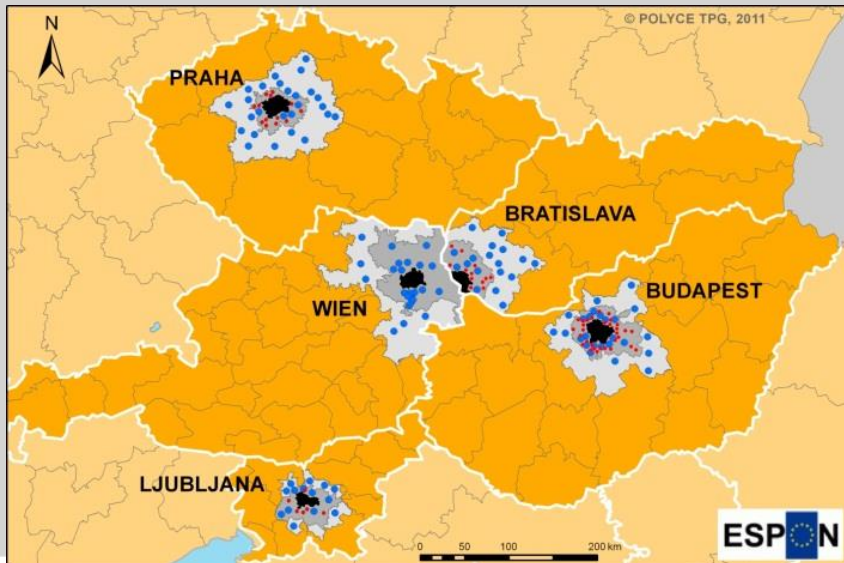 N
© POLYCE TPG, 2011
PRAHA
BRATISLAVA
WIEN
BUDAPEST
LJUBLJANA
0 50 100 200 km
ESPON